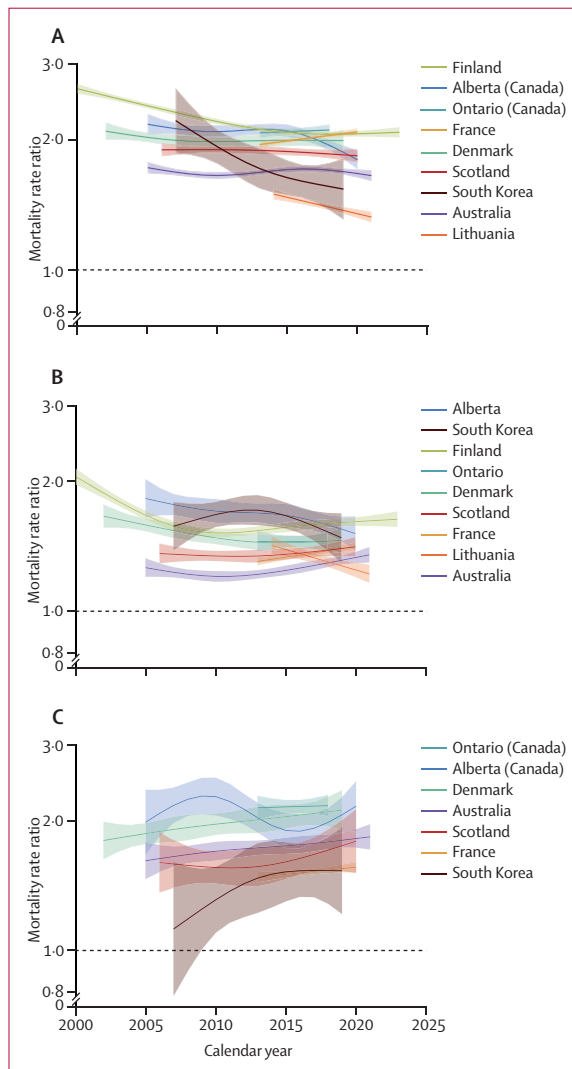 A
3·0
2·0
1·0
0·8
0
Mortality rate ratio
Finland
Alberta (Canada)
Ontario (Canada)
France
Denmark
Scotland
South Korea
Australia
Lithuania
B
3·0
2·0
1·0
0·8
0
Mortality rate ratio
Alberta
South Korea
Finland
Ontario
Denmark
Scotland
France
Lithuania
Australia
C
3·0
2·0
1·0
0·8
0
Mortality rate ratio
Ontario (Canada)
Alberta (Canada)
Denmark
Australia
Scotland
France
South Korea
2000 2005 2010 2015 2020 2025
Calendar year